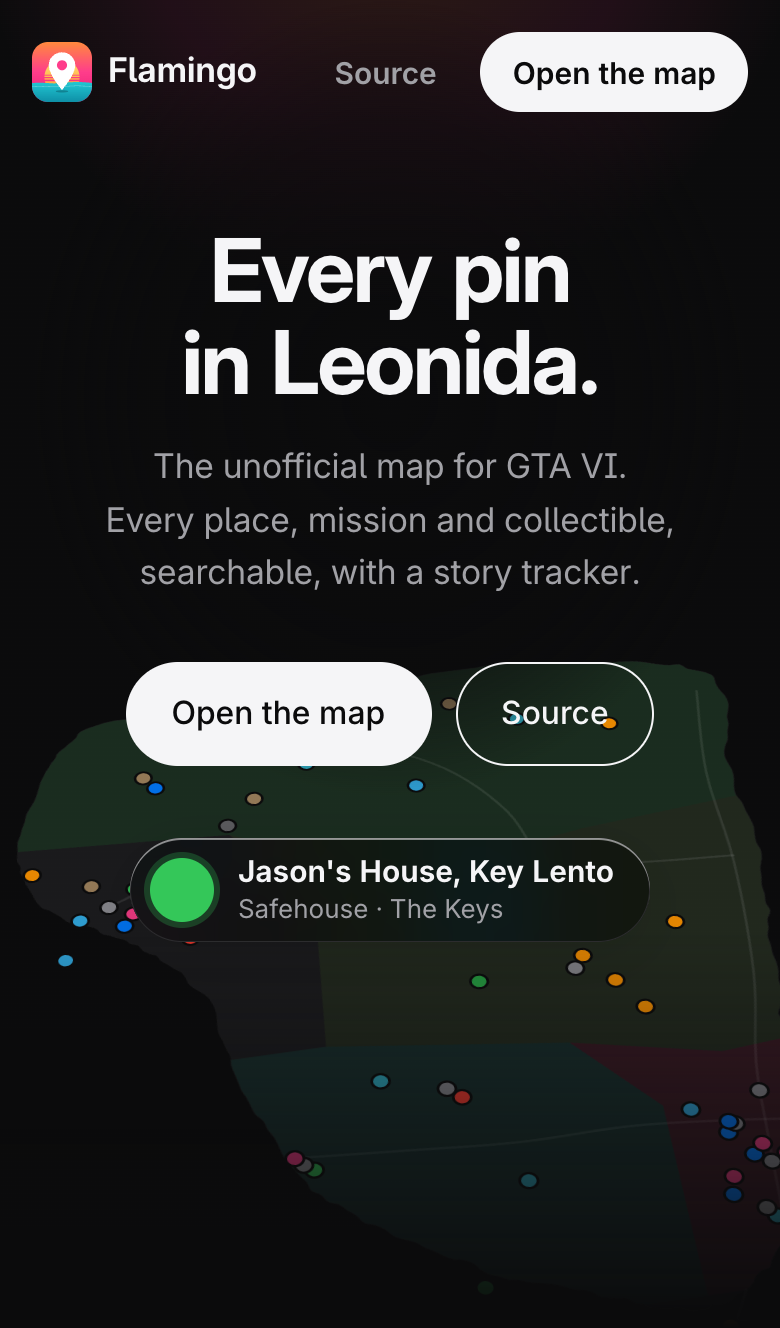 Flamingo
Source
Open the map
Every pin
in Leonida.
The unofficial map for GTA VI.
Every place, mission and collectible,
searchable, with a story tracker.
Open the map
Source
Jason's House, Key Lento
Safehouse · The Keys